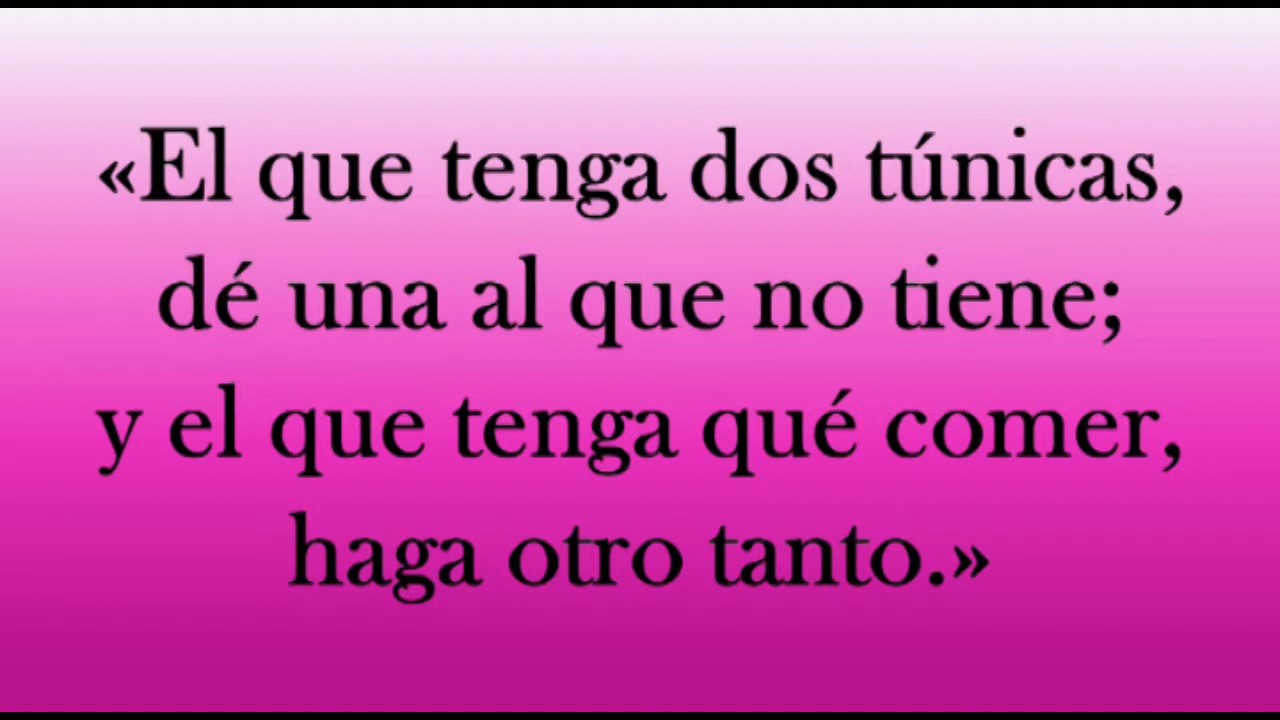 «El que tenga dos túnicas,
dé una al que no tiene;
y el que tenga qué comer,
haga otro tanto.»